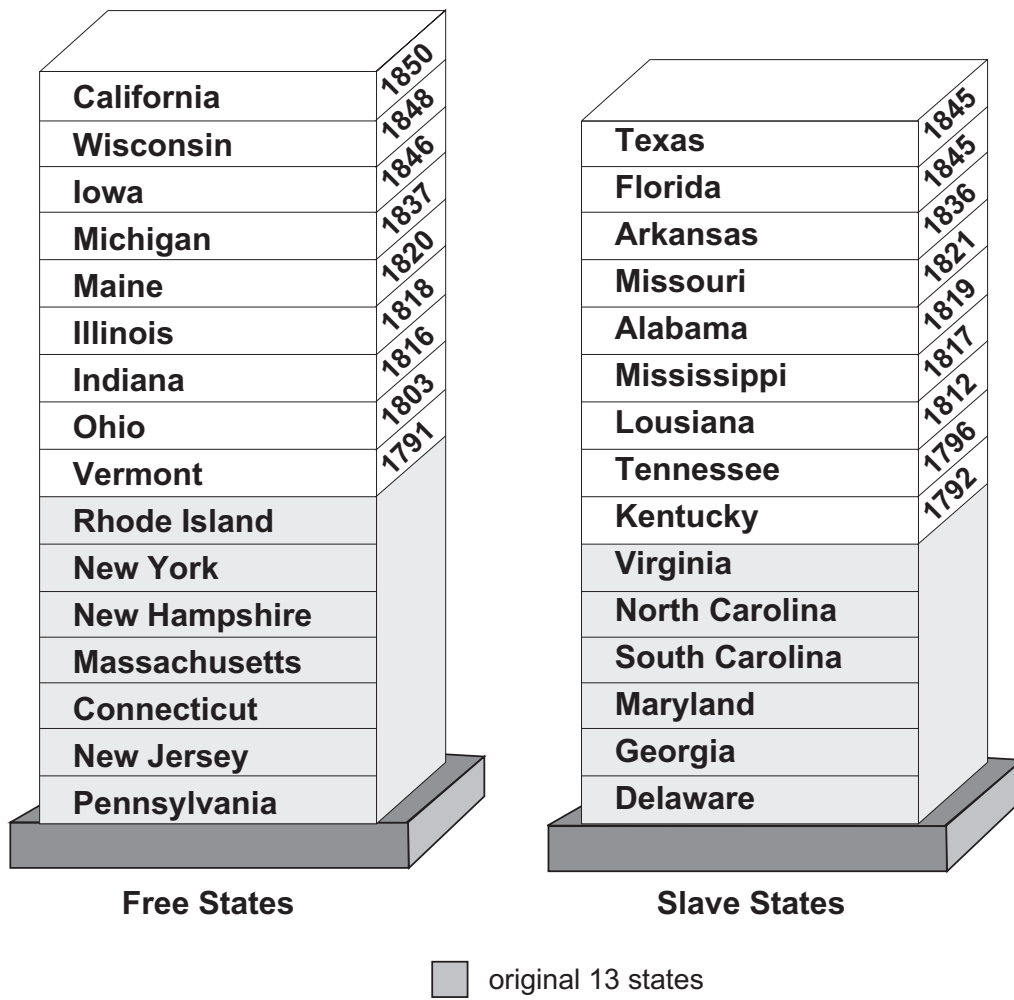 California
1850
Wisconsin
1848
Iowa
1846
Michigan
1837
Maine
1820
Illinois
1818
Indiana
1816
Ohio
1803
Vermont
1791
Rhode Island
New York
New Hampshire
Massachusetts
Connecticut
New Jersey
Pennsylvania
Free States
Texas
1845
Florida
1845
Arkansas
1836
Missouri
1821
Alabama
1819
Mississippi
1817
Lousiana
1812
Tennessee
1796
Kentucky
1792
Virginia
North Carolina
South Carolina
Maryland
Georgia
Delaware
Slave States
original 13 states